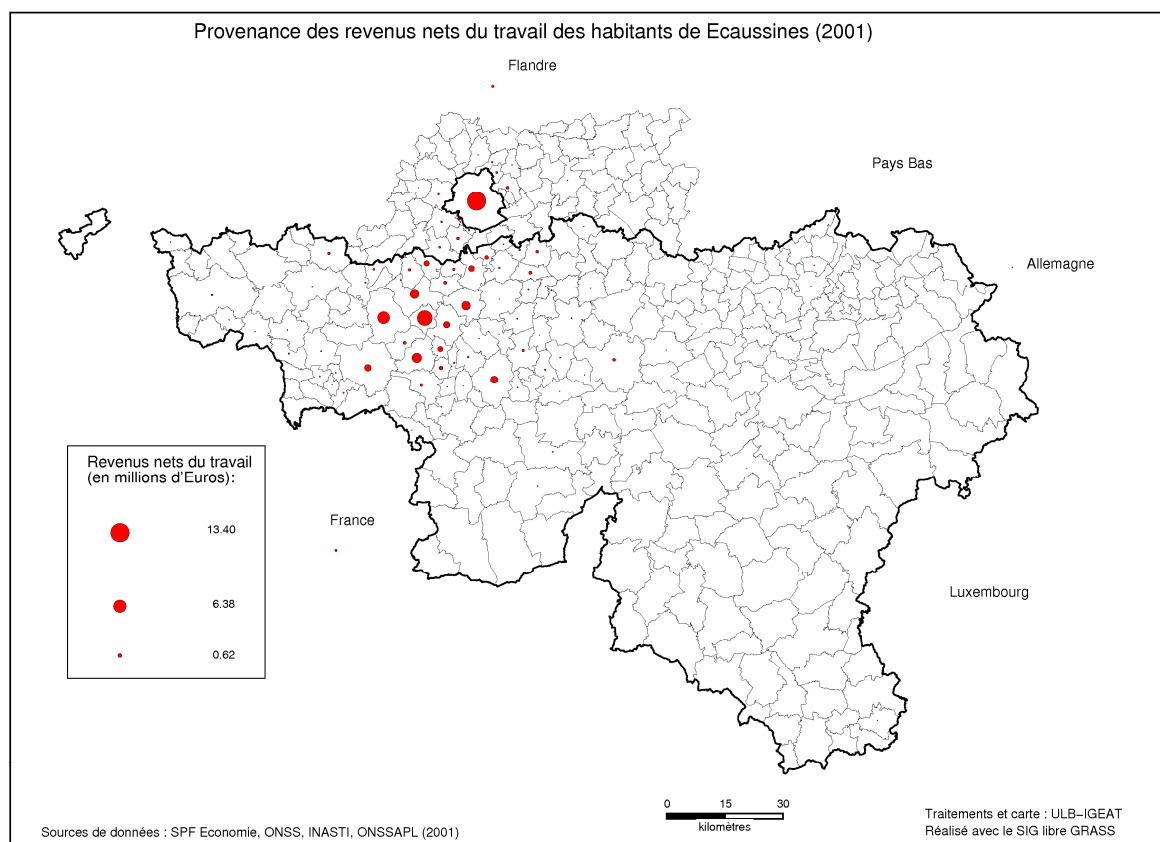 Provenance des revenus nets du travail des habitants de Ecaussines (2001)
Flandre
Pays Bas
Allemagne
Revenus nets du travail
(en millions d'Euros):
13.40
6.38
0.62
France
Luxembourg
0 15 30
kilomètres
Sources de données : SPF Economie, ONSS, INASTI, ONSSAPL (2001)
Traitements et carte : ULB-IGEAT
Réalisé avec le SIG libre GRASS